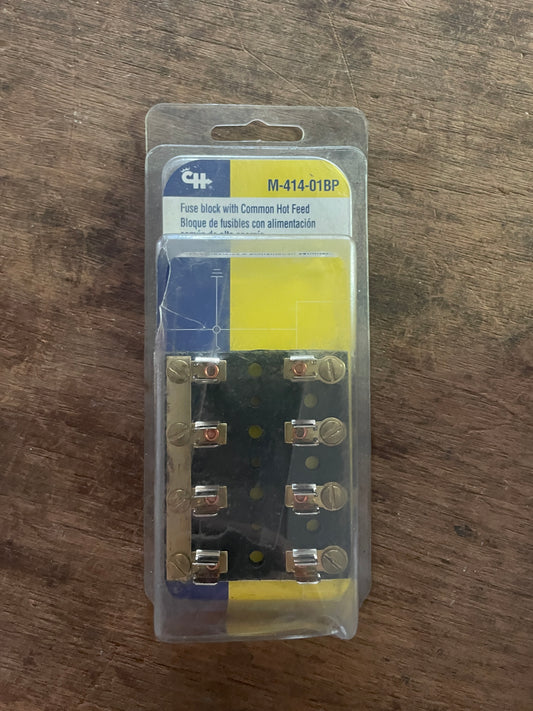 CH
M-414-01BP
Fuse block with Common Hot Feed
Bloque de fusibles con alimentación